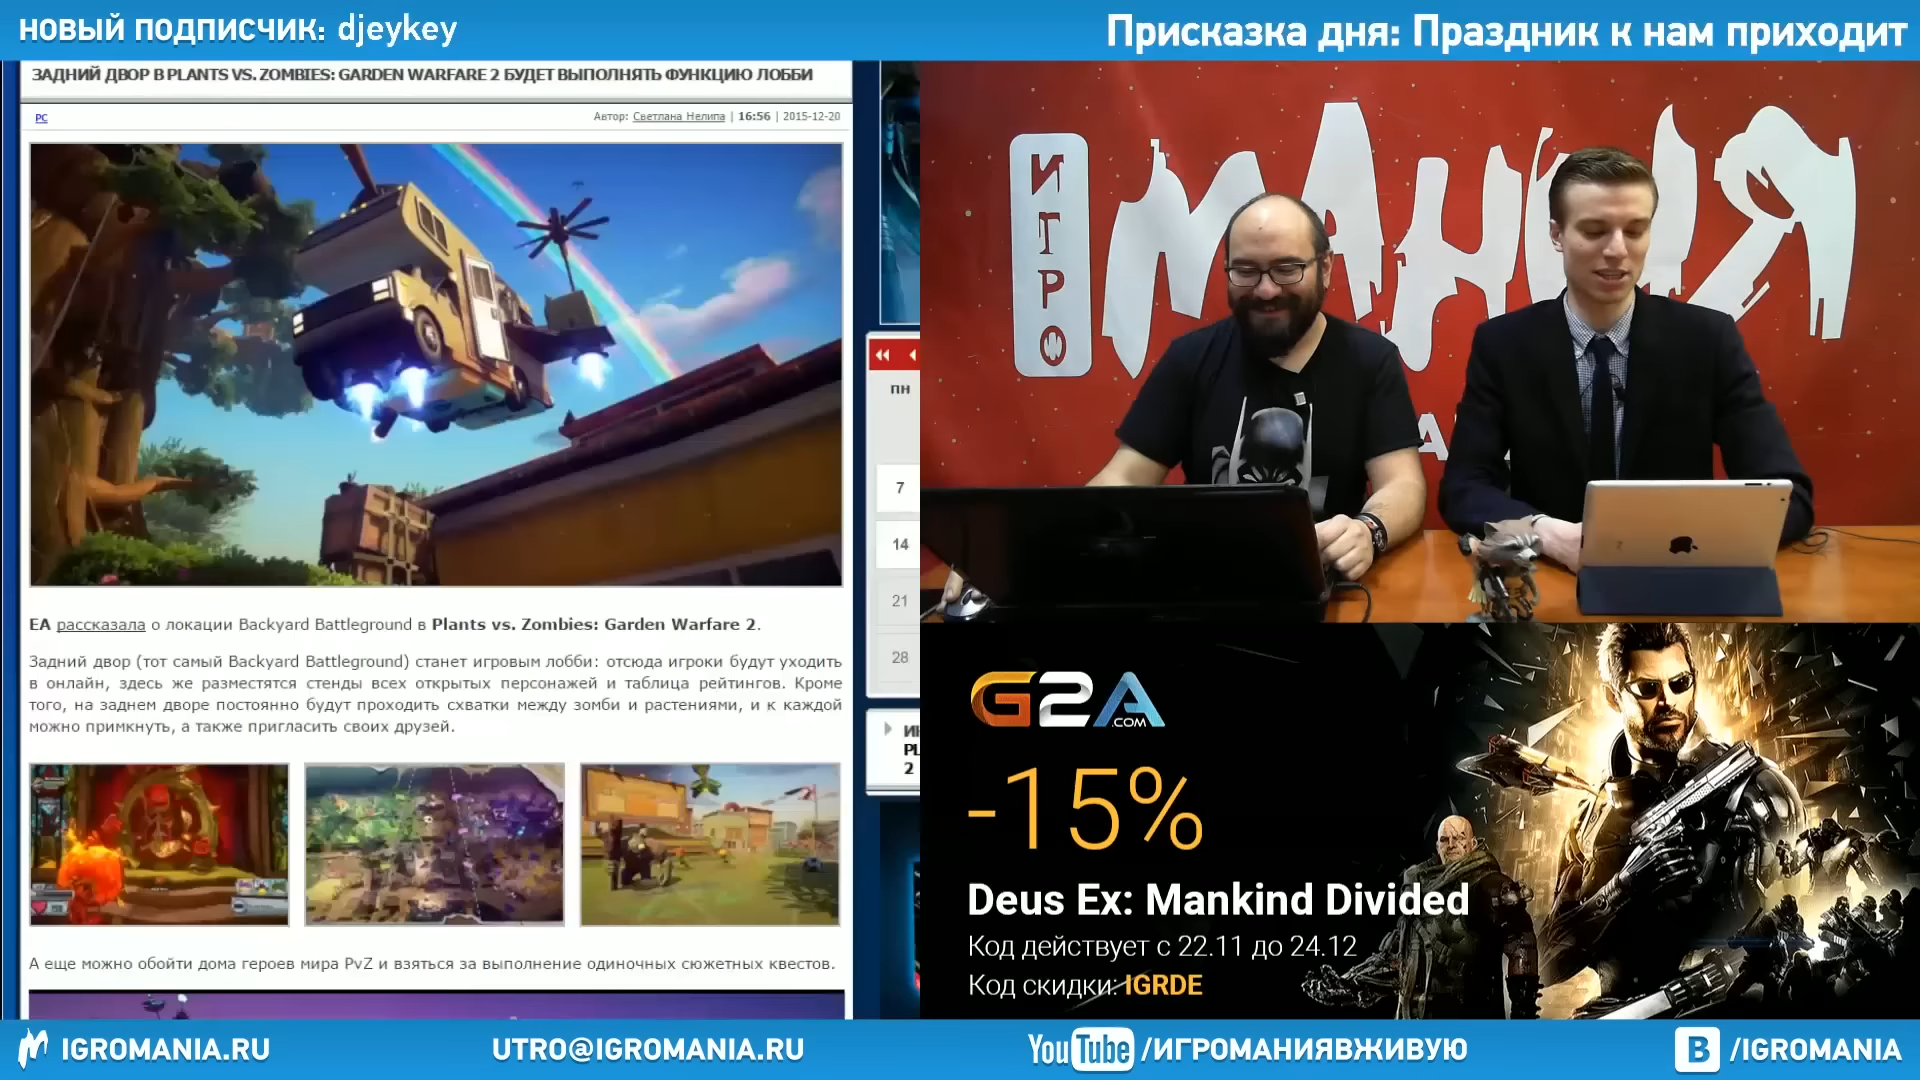 НОВЫЙ ПОДПИСЧИК: djeykey
Присказка дня: Праздник к нам приходит
ЗАДНИЙ ДВОР В PLANTS VS. ZOMBIES: GARDEN WARFARE 2 БУДЕТ ВЫПОЛНЯТЬ ФУНКЦИЮ ЛОББИ
PC
Автор: Светлана Нелипа | 16:56 | 2015-12-20
EA рассказала о локации Backyard Battleground в Plants vs. Zombies: Garden Warfare 2.
Задний двор (тот самый Backyard Battleground) станет игровым лобби: отсюда игроки будут уходить
в онлайн, здесь же разместятся стенды всех открытых персонажей и таблица рейтингов. Кроме
того, на заднем дворе постоянно будут проходить схватки между зомби и растениями, и к каждой
можно примкнуть, а также пригласить своих друзей.
А еще можно обойти дома героев мира PvZ и взяться за выполнение одиночных сюжетных квестов.
ПН
7
14
21
28
2
ИГРО
МАНИЯ
G2A
.COM
-15%
Deus Ex: Mankind Divided
Код действует с 22.11 до 24.12
Код скидки: IGRDE
IGROMANIA.RU
UTRO@IGROMANIA.RU
YouTube /ИГРОМАНИЯВЖИВУЮ
B /IGROMANIA